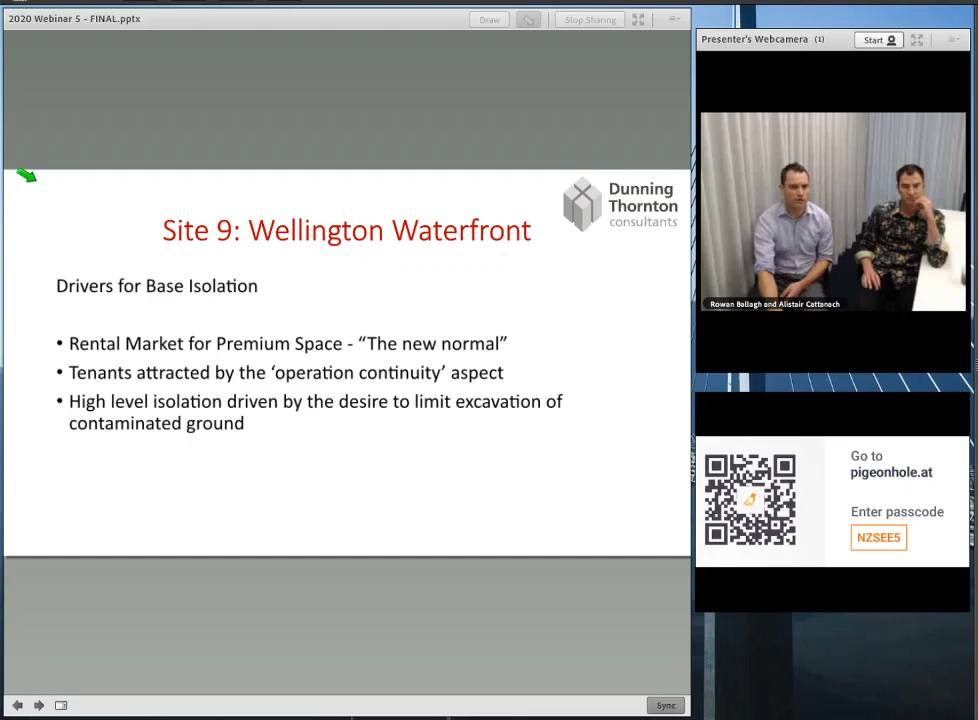 2020 Webinar 5 - FINAL.pptx
Draw
Stop Sharing
Dunning
Thornton
consultants
Site 9: Wellington Waterfront
Drivers for Base Isolation
• Rental Market for Premium Space - “The new normal”
• Tenants attracted by the ‘operation continuity’ aspect
• High level isolation driven by the desire to limit excavation of
contaminated ground
Sync
Presenter's Webcamera (1)
Start
Rowan Ballagh and Alistair Cattanach
Go to
pigeonhole.at
Enter passcode
NZSEE5